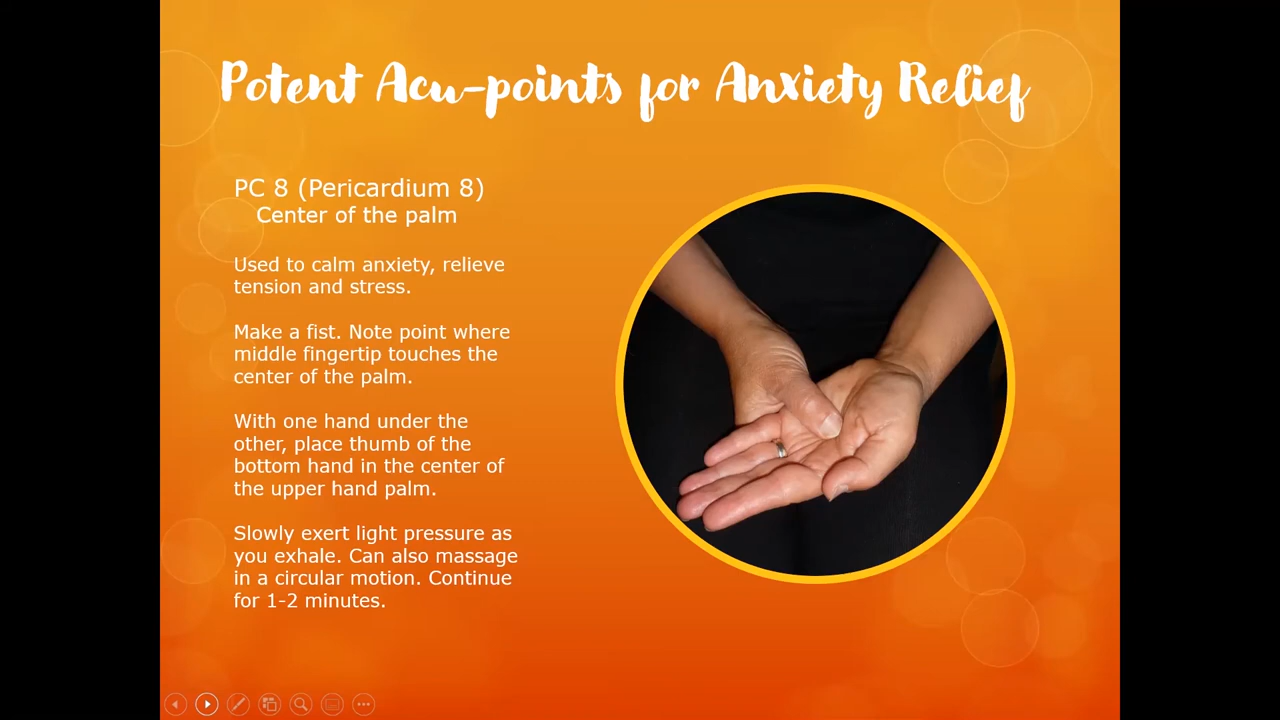 Potent Acu-points for Anxiety Relief
PC 8 (Pericardium 8)
Center of the palm
Used to calm anxiety, relieve
tension and stress.
Make a fist. Note point where
middle fingertip touches the
center of the palm.
With one hand under the
other, place thumb of the
bottom hand in the center of
the upper hand palm.
Slowly exert light pressure as
you exhale. Can also massage
in a circular motion. Continue
for 1-2 minutes.